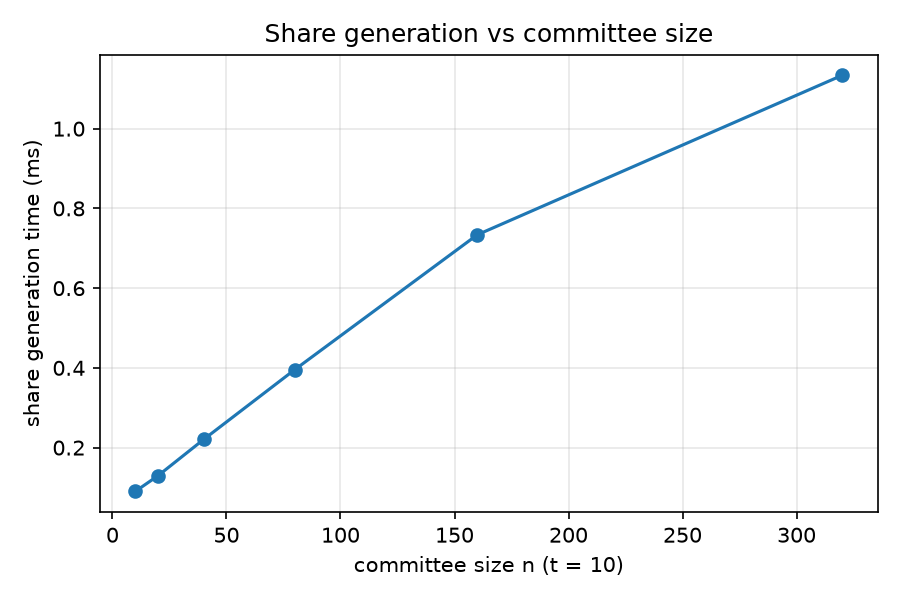 Share generation vs committee size
share generation time (ms)
1.0
0.8
0.6
0.4
0.2
0 50 100 150 200 250 300
committee size n (t = 10)